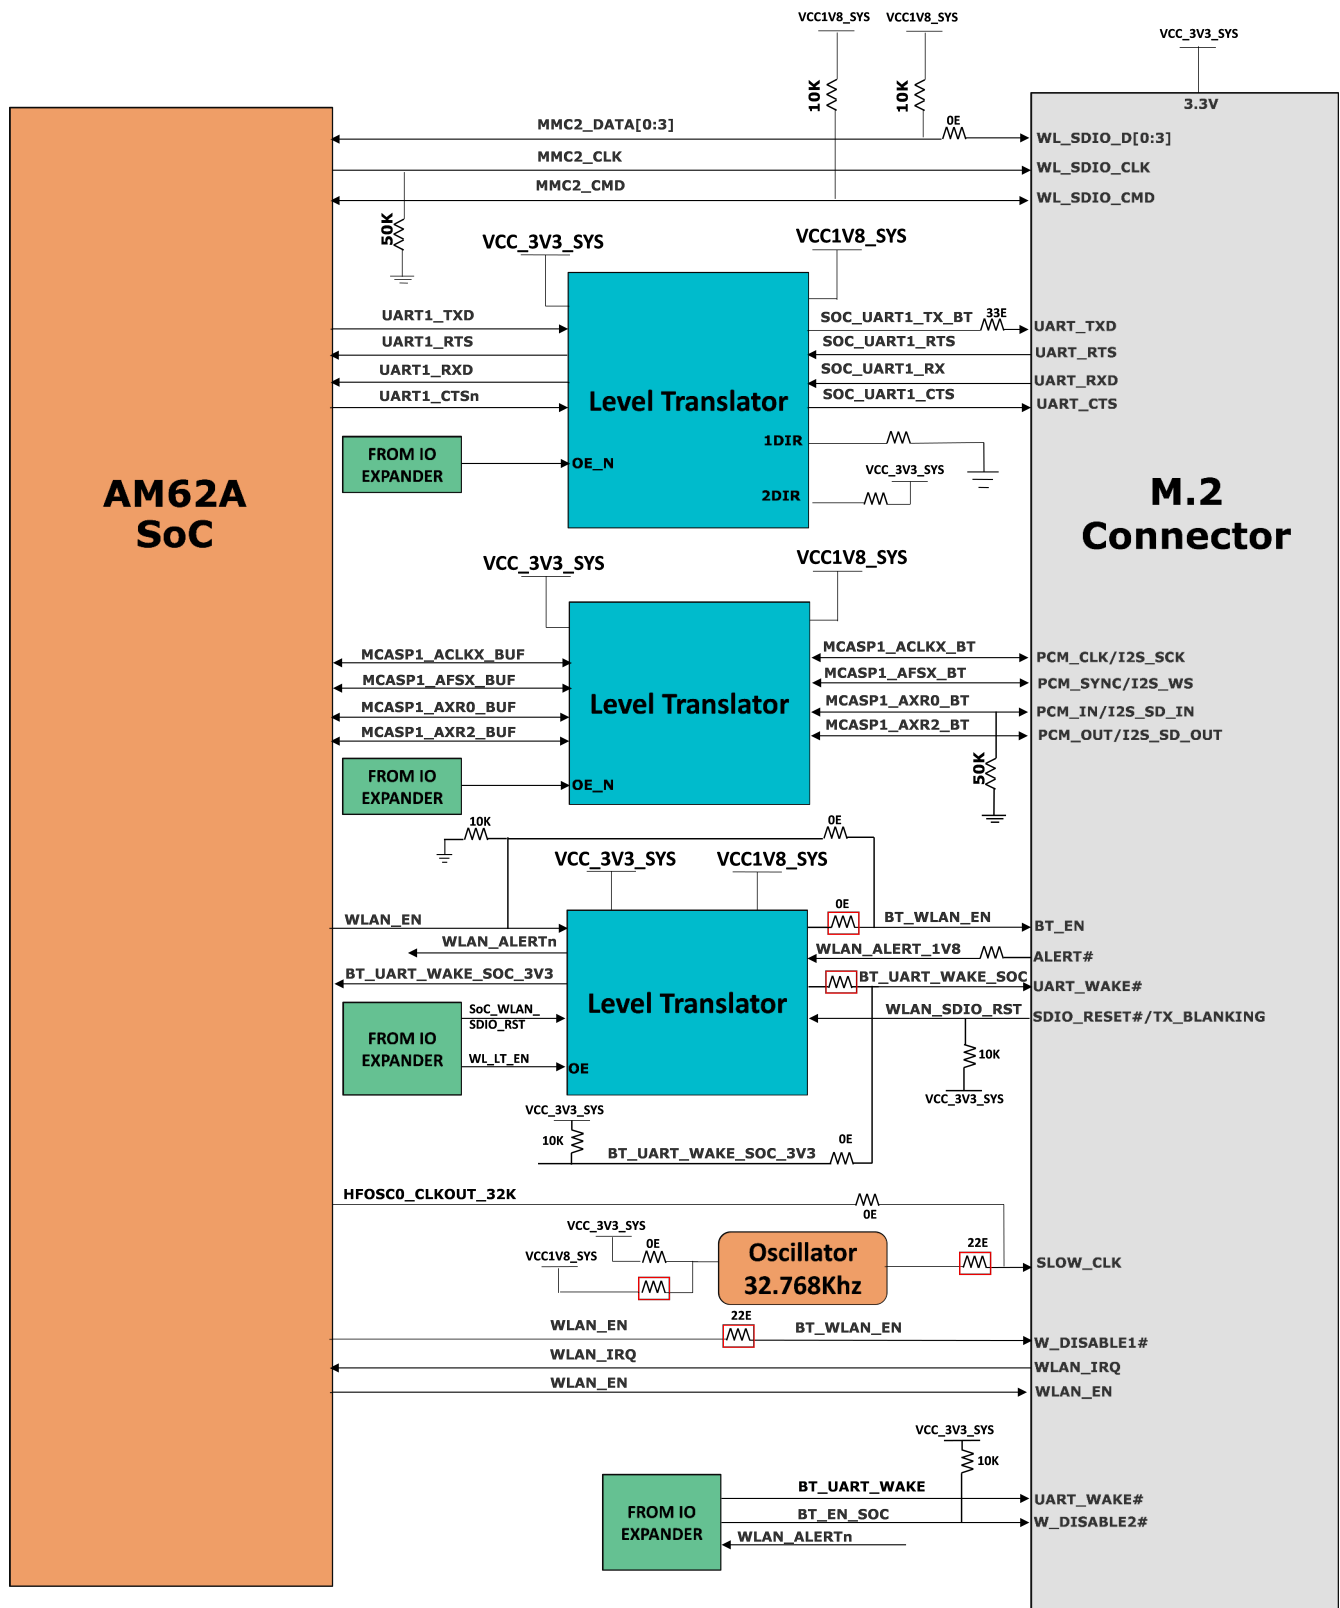 VCC1V8_SYS
VCC1V8_SYS
VCC_3V3_SYS
10K
10K
3.3V
0E
MMC2_DATA[0:3]
WL_SDIO_D[0:3]
MMC2_CLK
WL_SDIO_CLK
MMC2_CMD
WL_SDIO_CMD
50K
VCC_3V3_SYS
VCC1V8_SYS
UART1_TXD
SOC_UART1_TX_BT
33E
UART_TXD
UART1_RTS
SOC_UART1_RTS
UART_RTS
UART1_RXD
SOC_UART1_RX
UART_RXD
UART1_CTSn
Level Translator
SOC_UART1_CTS
UART_CTS
FROM IO
EXPANDER
OE_N
1DIR
VCC_3V3_SYS
2DIR
AM62A
SoC
M.2
Connector
VCC_3V3_SYS
VCC1V8_SYS
MCASP1_ACLKX_BUF
MCASP1_ACLKX_BT
PCM_CLK/I2S_SCK
MCASP1_AFSX_BUF
MCASP1_AFSX_BT
PCM_SYNC/I2S_WS
MCASP1_AXR0_BUF
Level Translator
MCASP1_AXR0_BT
PCM_IN/I2S_SD_IN
MCASP1_AXR2_BUF
MCASP1_AXR2_BT
PCM_OUT/I2S_SD_OUT
50K
FROM IO
EXPANDER
OE_N
10K
0E
VCC_3V3_SYS
VCC1V8_SYS
0E
WLAN_EN
BT_WLAN_EN
BT_EN
WLAN_ALERTn
WLAN_ALERT_1V8
ALERT#
BT_UART_WAKE_SOC_3V3
BT_UART_WAKE_SOC
UART_WAKE#
Level Translator
SoC_WLAN_
SDIO_RST
WLAN_SDIO_RST
SDIO_RESET#/TX_BLANKING
FROM IO
EXPANDER
WL_LT_EN
OE
10K
VCC_3V3_SYS
VCC_3V3_SYS
10K
BT_UART_WAKE_SOC_3V3
0E
HFOSC0_CLKOUT_32K
0E
VCC_3V3_SYS
0E
VCC1V8_SYS
Oscillator
32.768Khz
22E
SLOW_CLK
WLAN_EN
22E
BT_WLAN_EN
W_DISABLE1#
WLAN_IRQ
WLAN_IRQ
WLAN_EN
WLAN_EN
VCC_3V3_SYS
10K
FROM IO
EXPANDER
BT_UART_WAKE
UART_WAKE#
BT_EN_SOC
W_DISABLE2#
WLAN_ALERTn